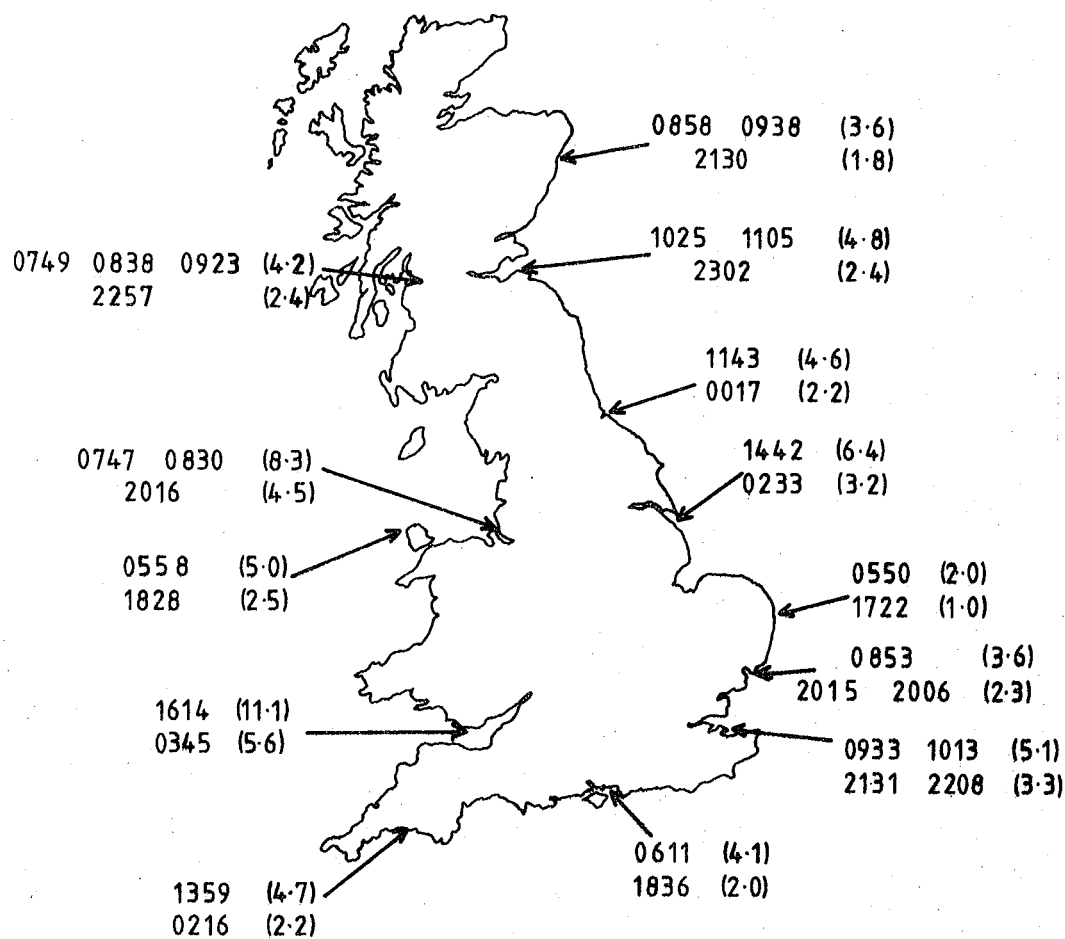 0858 0938 (3·6)
2130 (1·8)
1025 1105 (4·8)
2302 (2·4)
0749 0838 0923 (4·2)
2257 (2·4)
1143 (4·6)
0017 (2·2)
0747 0830 (8·3)
2016 (4·5)
1442 (6·4)
0233 (3·2)
0558 (5·0)
1828 (2·5)
0550 (2·0)
1722 (1·0)
0853 (3·6)
2015 2006 (2·3)
1614 (11·1)
0345 (5·6)
0933 1013 (5·1)
2131 2208 (3·3)
0611 (4·1)
1836 (2·0)
1359 (4·7)
0216 (2·2)